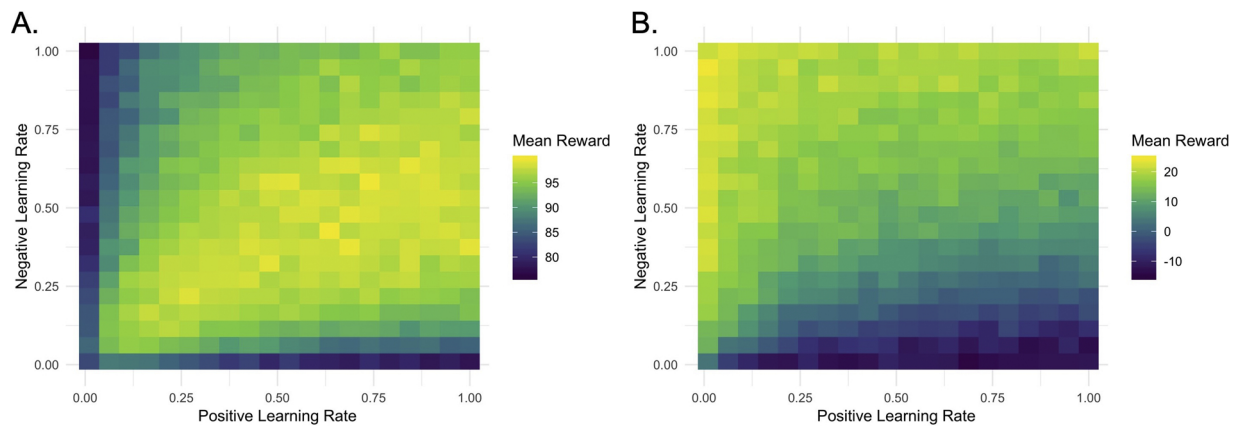 A.
1.00
0.75
0.50
0.25
0.00
Negative Learning Rate
0.00 0.25 0.50 0.75 1.00
Positive Learning Rate
Mean Reward
95
90
85
80
B.
1.00
0.75
0.50
0.25
0.00
Negative Learning Rate
0.00 0.25 0.50 0.75 1.00
Positive Learning Rate
Mean Reward
20
10
0
-10